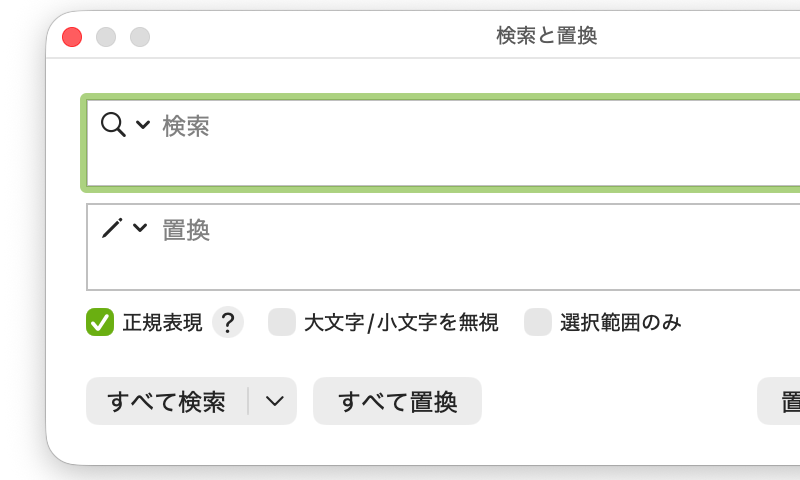 検索と置換
検索
置換
正規表現 ? 大文字/小文字を無視 選択範囲のみ
すべて検索 すべて置換 置